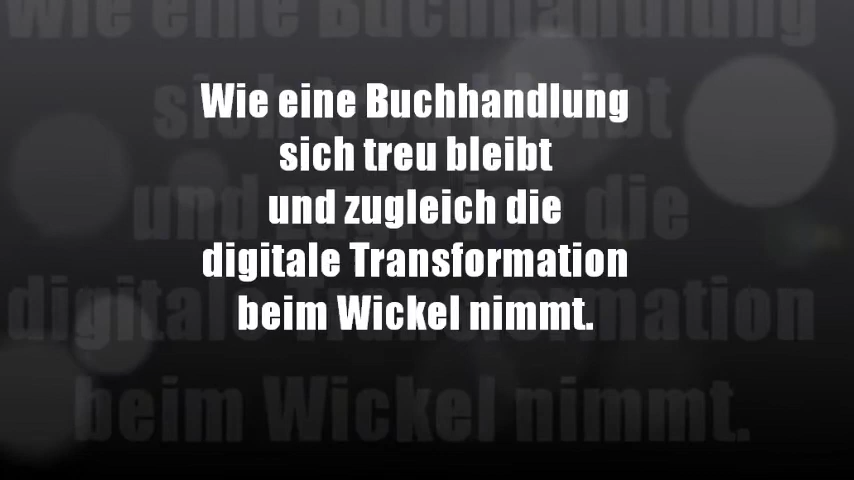 Wie eine Buchhandlung
sich treu bleibt
und zugleich die
digitale Transformation
beim Wickel nimmt.